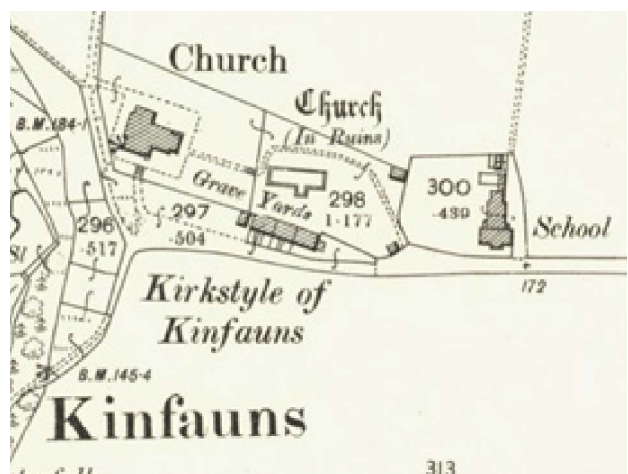 Church
Church
(In Ruins)
B.M.184·1
Grave
Yards
298
1·177
300
·439
School
296
·517
297
·504
172
Kirkstyle of
Kinfauns
B.M.145·4
Kinfauns
313